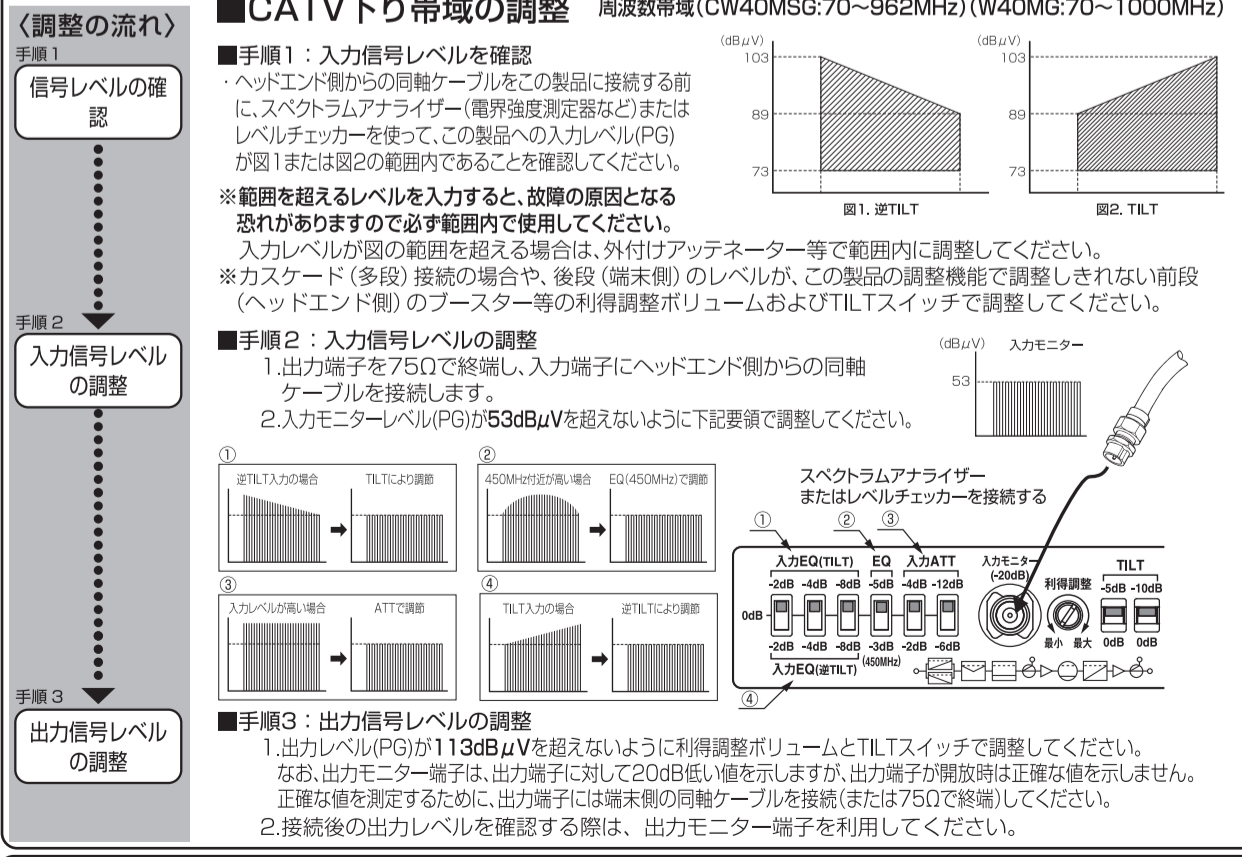 〈調整の流れ〉
手順1
信号レベルの確
認
手順2
入力信号レベル
の調整
手順3
出力信号レベル
の調整
■CATV下り帯域の調整 周波数帯域(CW40MSG:70～962MHz)(W40MG:70～1000MHz)
■手順1：入力信号レベルを確認
・ヘッドエンド側からの同軸ケーブルをこの製品に接続する前
に、スペクトラムアナライザー(電界強度測定器など)または
レベルチェッカーを使って、この製品への入力レベル(PG)
が図1または図2の範囲内であることを確認してください。
※範囲を超えるレベルを入力すると、故障の原因となる
恐れがありますので必ず範囲内で使用してください。
入力レベルが図の範囲を超える場合は、外付けアッテネーター等で範囲内に調整してください。
※カスケード(多段)接続の場合や、後段(端末側)のレベルが、この製品の調整機能で調整しきれない前段
(ヘッドエンド側)のブースター等の利得調整ボリュームおよびTILTスイッチで調整してください。
(dBμV)
103
89
73
図1. 逆TILT
(dBμV)
103
89
73
図2. TILT
■手順2：入力信号レベルの調整
1.出力端子を75Ωで終端し、入力端子にヘッドエンド側からの同軸
ケーブルを接続します。
2.入力モニターレベル(PG)が53dBμVを超えないように下記要領で調整してください。
(dBμV) 入力モニター
53
①
逆TILT入力の場合 TILTにより調節
②
450MHz付近が高い場合 EQ(450MHz)で調節
③
入力レベルが高い場合 ATTで調節
④
TILT入力の場合 逆TILTにより調節
スペクトラムアナライザー
またはレベルチェッカーを接続する
① ② ③
入力EQ(TILT) EQ 入力ATT 入力モニター
(-20dB) 利得調整 TILT
-2dB -4dB -8dB -5dB -4dB -12dB -5dB -10dB
0dB
最小 最大 0dB 0dB
-2dB -4dB -8dB -3dB -2dB -6dB
入力EQ(逆TILT) (450MHz)
④
■手順3：出力信号レベルの調整
1.出力レベル(PG)が113dBμVを超えないように利得調整ボリュームとTILTスイッチで調整してください。
なお、出力モニター端子は、出力端子に対して20dB低い値を示しますが、出力端子が開放時は正確な値を示しません。
正確な値を測定するために、出力端子には端末側の同軸ケーブルを接続(または75Ωで終端)してください。
2.接続後の出力レベルを確認する際は、出力モニター端子を利用してください。